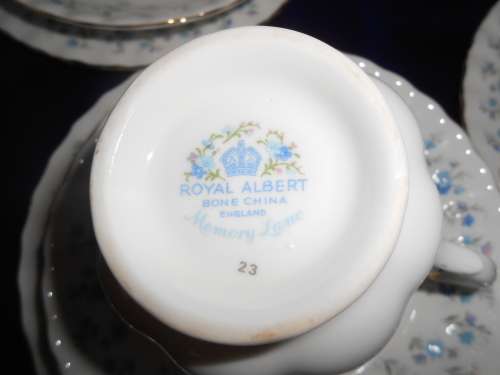 ROYAL ALBERT
BONE CHINA
ENGLAND
Memory Lane
23